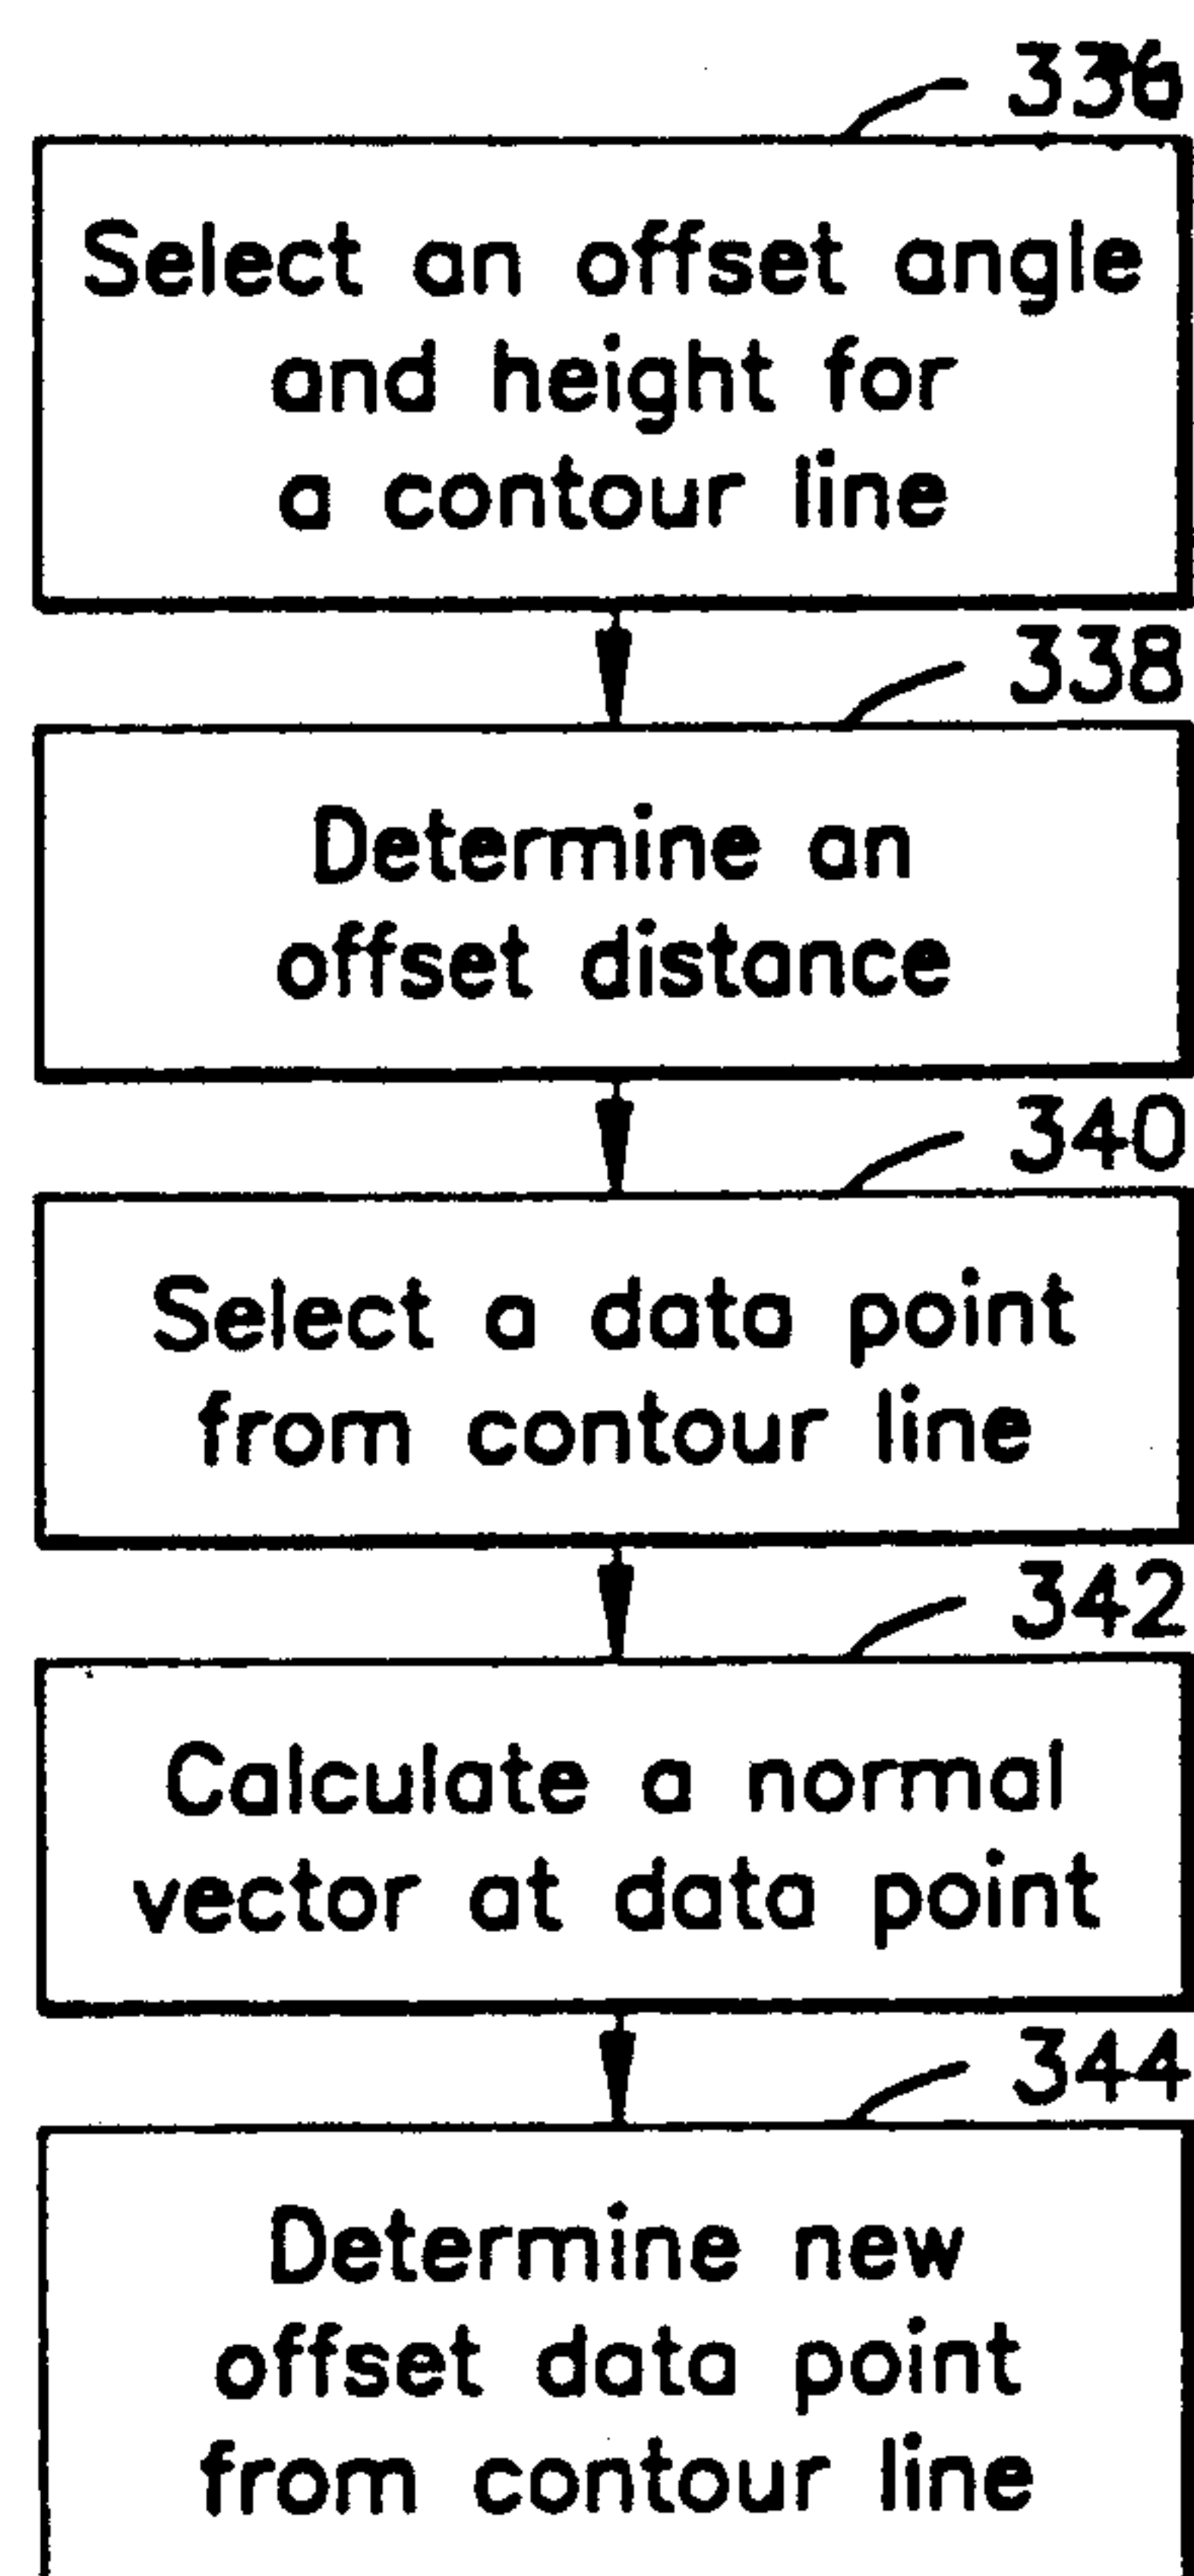 336
Select an offset angle
and height for
a contour line
338
Determine an
offset distance
340
Select a data point
from contour line
342
Calculate a normal
vector at data point
344
Determine new
offset data point
from contour line